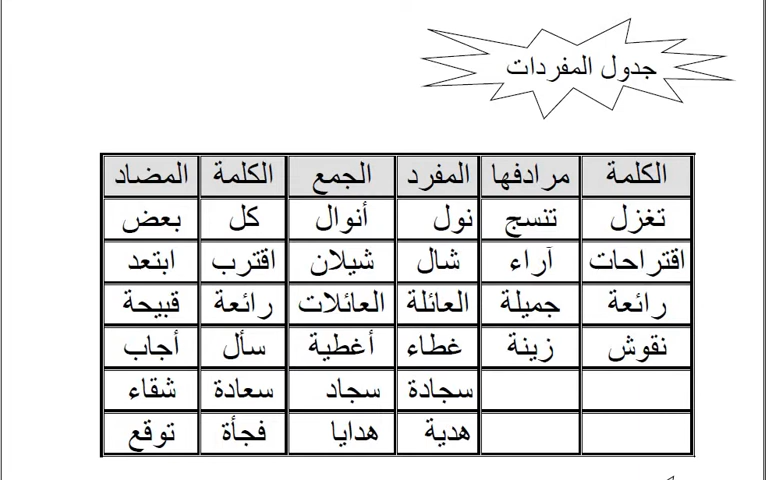 جدول المفردات
الكلمة مرادفها المفرد الجمع الكلمة المضاد
تغزل تنسج نول أنوال كل بعض
اقتراحات آراء شال شيلان اقترب ابتعد
رائعة جميلة العائلة العائلات رائعة قبيحة
نقوش زينة غطاء أغطية سأل أجاب
سجادة سجاد سعادة شقاء
هدية هدايا فجأة توقع